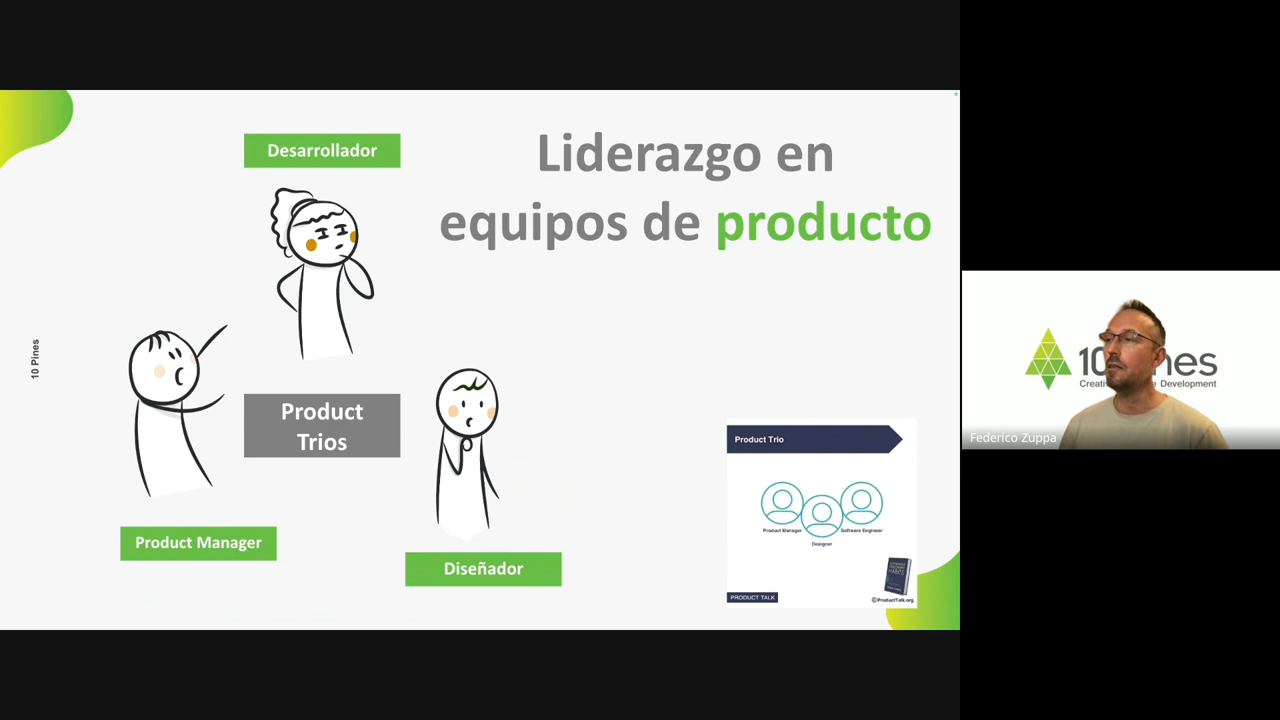 Desarrollador
Liderazgo en
equipos de producto
10 Pines
Product
Trios
Product Manager
Diseñador
Product Trio
Product Manager
Software Engineer
Designer
PRODUCT TALK
©ProductTalk.org
Federico Zuppa